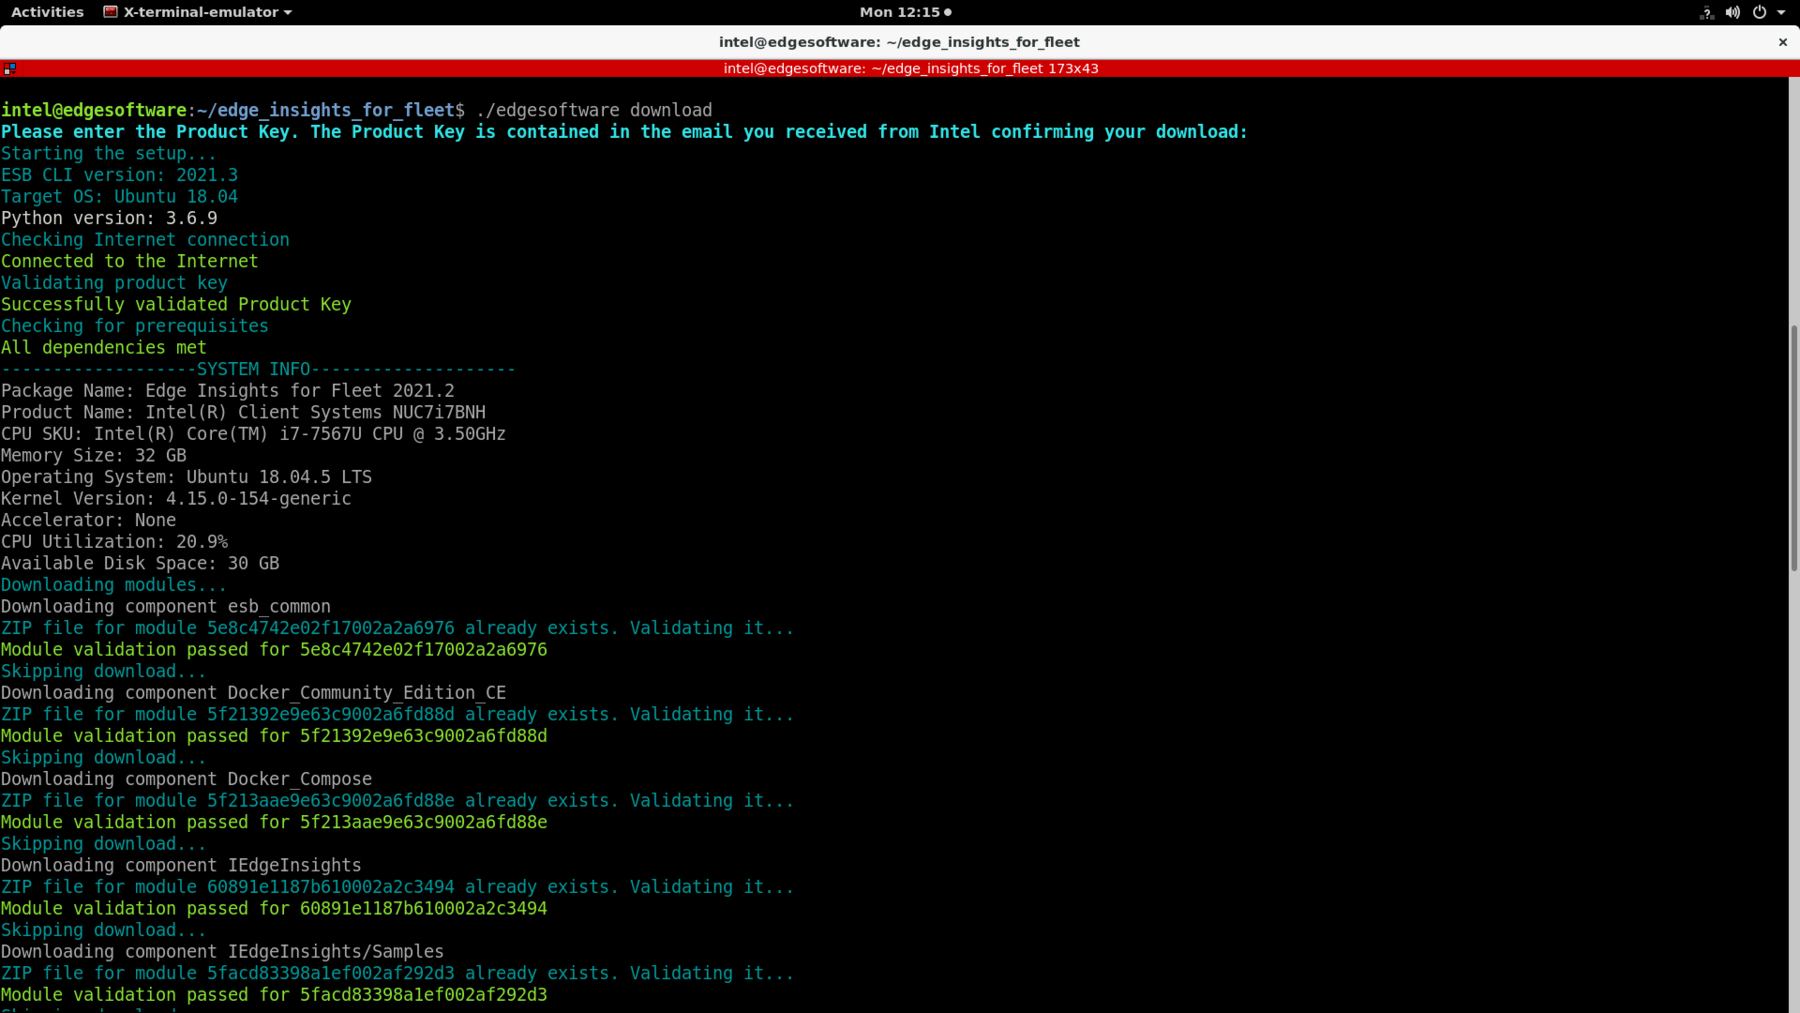 Activities X-terminal-emulator Mon 12:15
intel@edgesoftware: ~/edge_insights_for_fleet
intel@edgesoftware: ~/edge_insights_for_fleet 173x43
intel@edgesoftware:~/edge_insights_for_fleet$ ./edgesoftware download
Please enter the Product Key. The Product Key is contained in the email you received from Intel confirming your download:
Starting the setup...
ESB CLI version: 2021.3
Target OS: Ubuntu 18.04
Python version: 3.6.9
Checking Internet connection
Connected to the Internet
Validating product key
Successfully validated Product Key
Checking for prerequisites
All dependencies met
-------------------SYSTEM INFO--------------------
Package Name: Edge Insights for Fleet 2021.2
Product Name: Intel(R) Client Systems NUC7i7BNH
CPU SKU: Intel(R) Core(TM) i7-7567U CPU @ 3.50GHz
Memory Size: 32 GB
Operating System: Ubuntu 18.04.5 LTS
Kernel Version: 4.15.0-154-generic
Accelerator: None
CPU Utilization: 20.9%
Available Disk Space: 30 GB
Downloading modules...
Downloading component esb_common
ZIP file for module 5e8c4742e02f17002a2a6976 already exists. Validating it...
Module validation passed for 5e8c4742e02f17002a2a6976
Skipping download...
Downloading component Docker_Community_Edition_CE
ZIP file for module 5f21392e9e63c9002a6fd88d already exists. Validating it...
Module validation passed for 5f21392e9e63c9002a6fd88d
Skipping download...
Downloading component Docker_Compose
ZIP file for module 5f213aae9e63c9002a6fd88e already exists. Validating it...
Module validation passed for 5f213aae9e63c9002a6fd88e
Skipping download...
Downloading component IEdgeInsights
ZIP file for module 60891e1187b610002a2c3494 already exists. Validating it...
Module validation passed for 60891e1187b610002a2c3494
Skipping download...
Downloading component IEdgeInsights/Samples
ZIP file for module 5facd83398a1ef002af292d3 already exists. Validating it...
Module validation passed for 5facd83398a1ef002af292d3